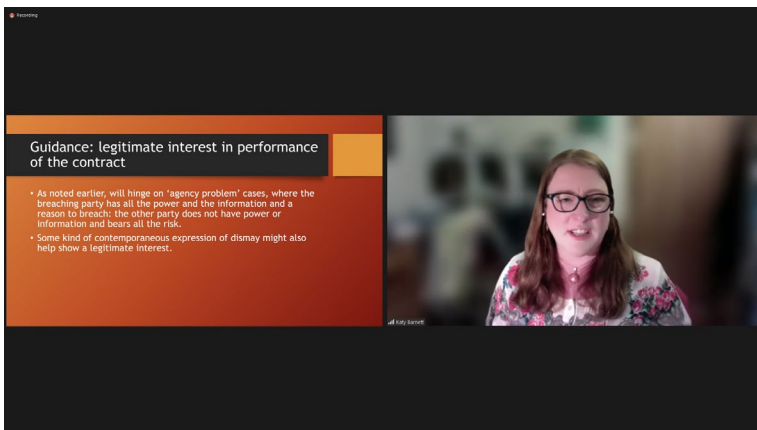 Recording
Guidance: legitimate interest in performance
of the contract
• As noted earlier, will hinge on ‘agency problem’ cases, where the
breaching party has all the power and the information and a
reason to breach: the other party does not have power or
information and bears all the risk.
• Some kind of contemporaneous expression of dismay might also
help show a legitimate interest.
Katy Barnett